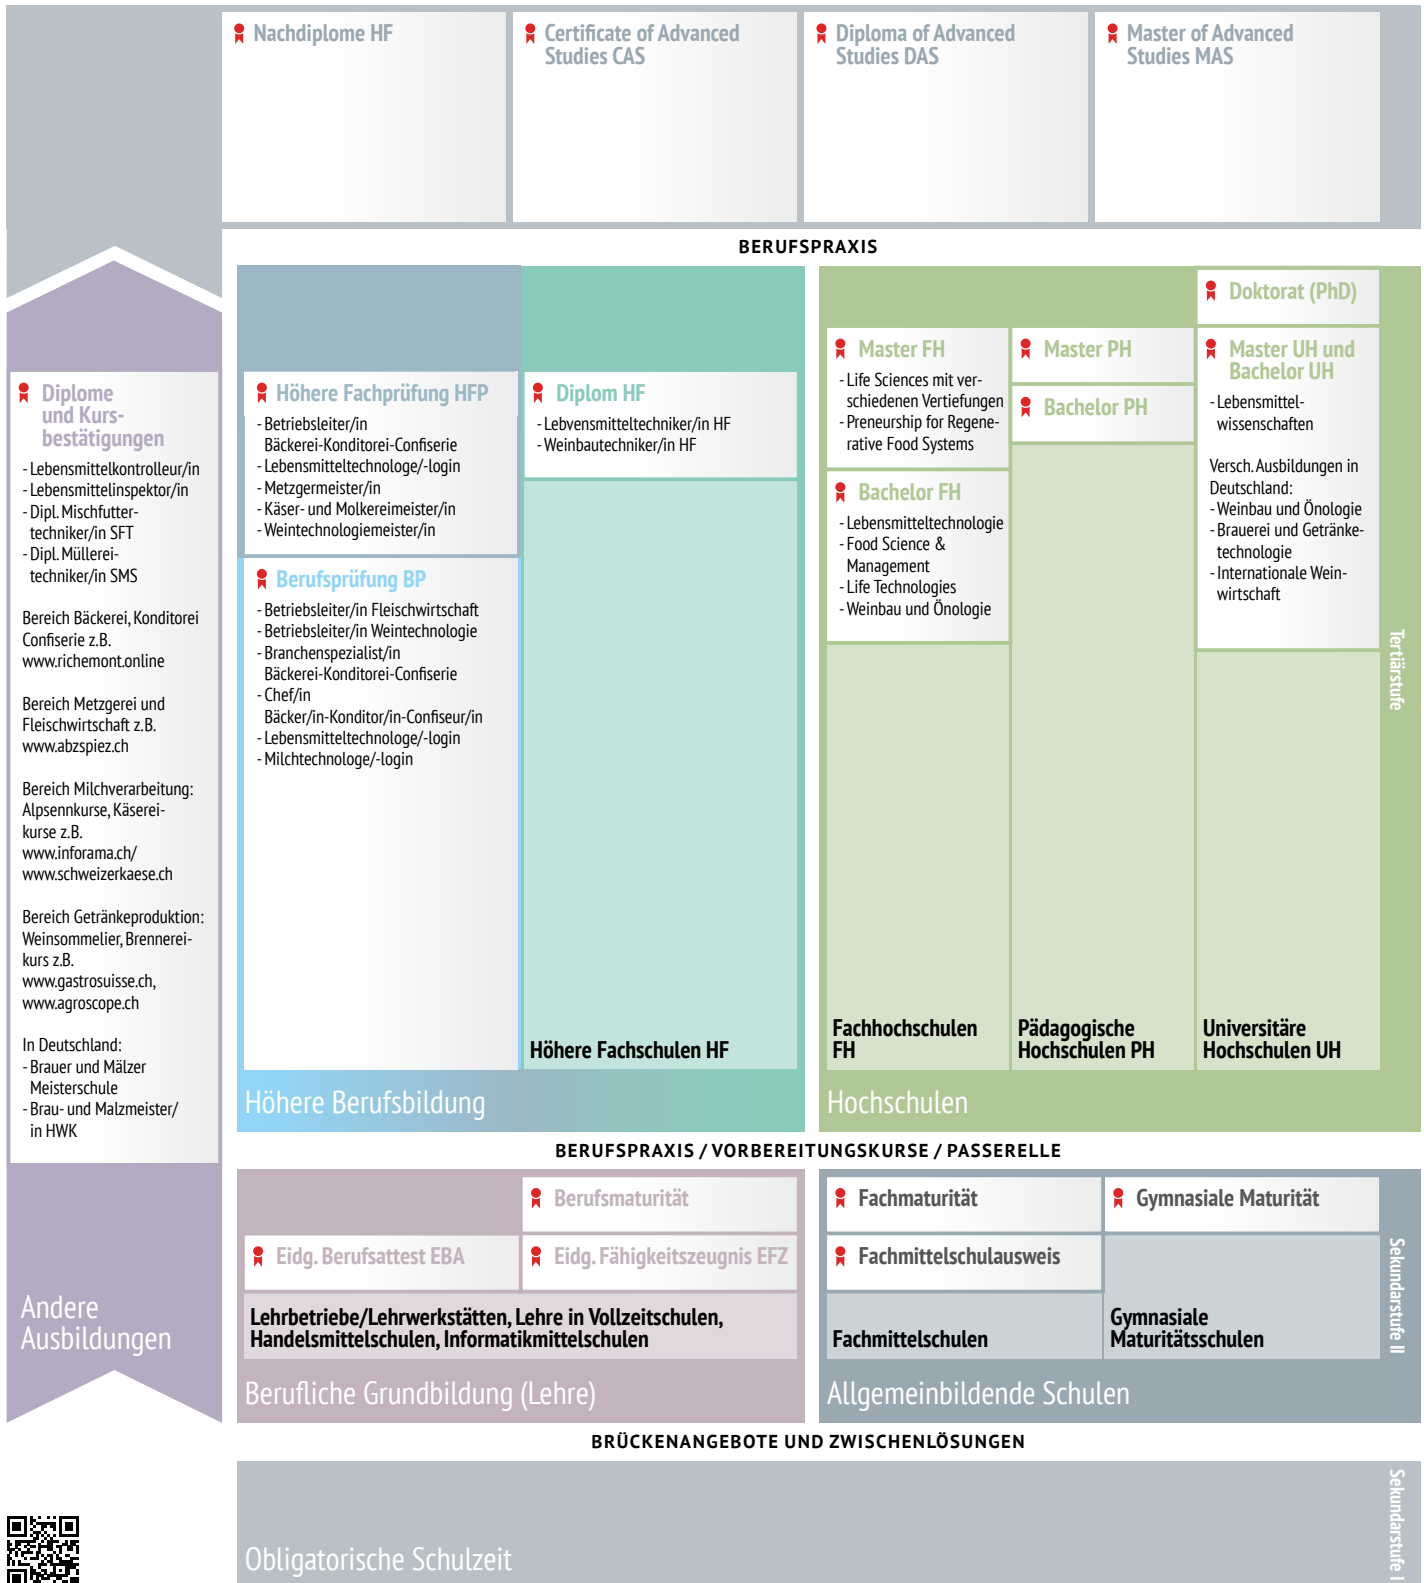 Nachdiplome HF
Certificate of Advanced
Studies CAS
Diploma of Advanced
Studies DAS
Master of Advanced
Studies MAS
BERUFSPRAXIS
Diplome
und Kurs-
bestätigungen
- Lebensmittelkontrolleur/in
- Lebensmittelinspektor/in
- Dipl. Mischfutter-
techniker/in SFT
- Dipl. Müllerei-
techniker/in SMS
Bereich Bäckerei, Konditorei
Confiserie z.B.
www.richemont.online
Bereich Metzgerei und
Fleischwirtschaft z.B.
www.abzspiez.ch
Bereich Milchverarbeitung:
Alpsennkurse, Käserei-
kurse z.B.
www.inforama.ch/
www.schweizerkaese.ch
Bereich Getränkeproduktion:
Weinsommelier, Brennerei-
kurs z.B.
www.gastrosuisse.ch,
www.agroscope.ch
In Deutschland:
- Brauer und Mälzer
Meisterschule
- Brau- und Malzmeister/
in HWK
Andere
Ausbildungen
Höhere Fachprüfung HFP
- Betriebsleiter/in
Bäckerei-Konditorei-Confiserie
- Lebensmitteltechnologe/-login
- Metzgermeister/in
- Käser- und Molkereimeister/in
- Weintechnologiemeister/in
Berufsprüfung BP
- Betriebsleiter/in Fleischwirtschaft
- Betriebsleiter/in Weintechnologie
- Branchenspezialist/in
Bäckerei-Konditorei-Confiserie
- Chef/in
Bäcker/in-Konditor/in-Confiseur/in
- Lebensmitteltechnologe/-login
- Milchtechnologe/-login
Diplom HF
- Lebvensmitteltechniker/in HF
- Weinbautechniker/in HF
Höhere Fachschulen HF
Höhere Berufsbildung
Master FH
- Life Sciences mit ver-
schiedenen Vertiefungen
- Preneurship for Regene-
rative Food Systems
Bachelor FH
- Lebensmitteltechnologie
- Food Science &
Management
- Life Technologies
- Weinbau und Önologie
Fachhochschulen
FH
Master PH
Bachelor PH
Pädagogische
Hochschulen PH
Doktorat (PhD)
Master UH und
Bachelor UH
- Lebensmittel-
wissenschaften
Versch. Ausbildungen in
Deutschland:
- Weinbau und Önologie
- Brauerei und Getränke-
technologie
- Internationale Wein-
wirtschaft
Universitäre
Hochschulen UH
Hochschulen
Tertiärstufe
BERUFSPRAXIS / VORBEREITUNGSKURSE / PASSERELLE
Berufsmaturität
Eidg. Berufsattest EBA
Eidg. Fähigkeitszeugnis EFZ
Lehrbetriebe/Lehrwerkstätten, Lehre in Vollzeitschulen,
Handelsmittelschulen, Informatikmittelschulen
Berufliche Grundbildung (Lehre)
Fachmaturität
Gymnasiale Maturität
Fachmittelschulausweis
Fachmittelschulen
Gymnasiale
Maturitätsschulen
Allgemeinbildende Schulen
Sekundarstufe II
BRÜCKENANGEBOTE UND ZWISCHENLÖSUNGEN
Obligatorische Schulzeit
Sekundarstufe I